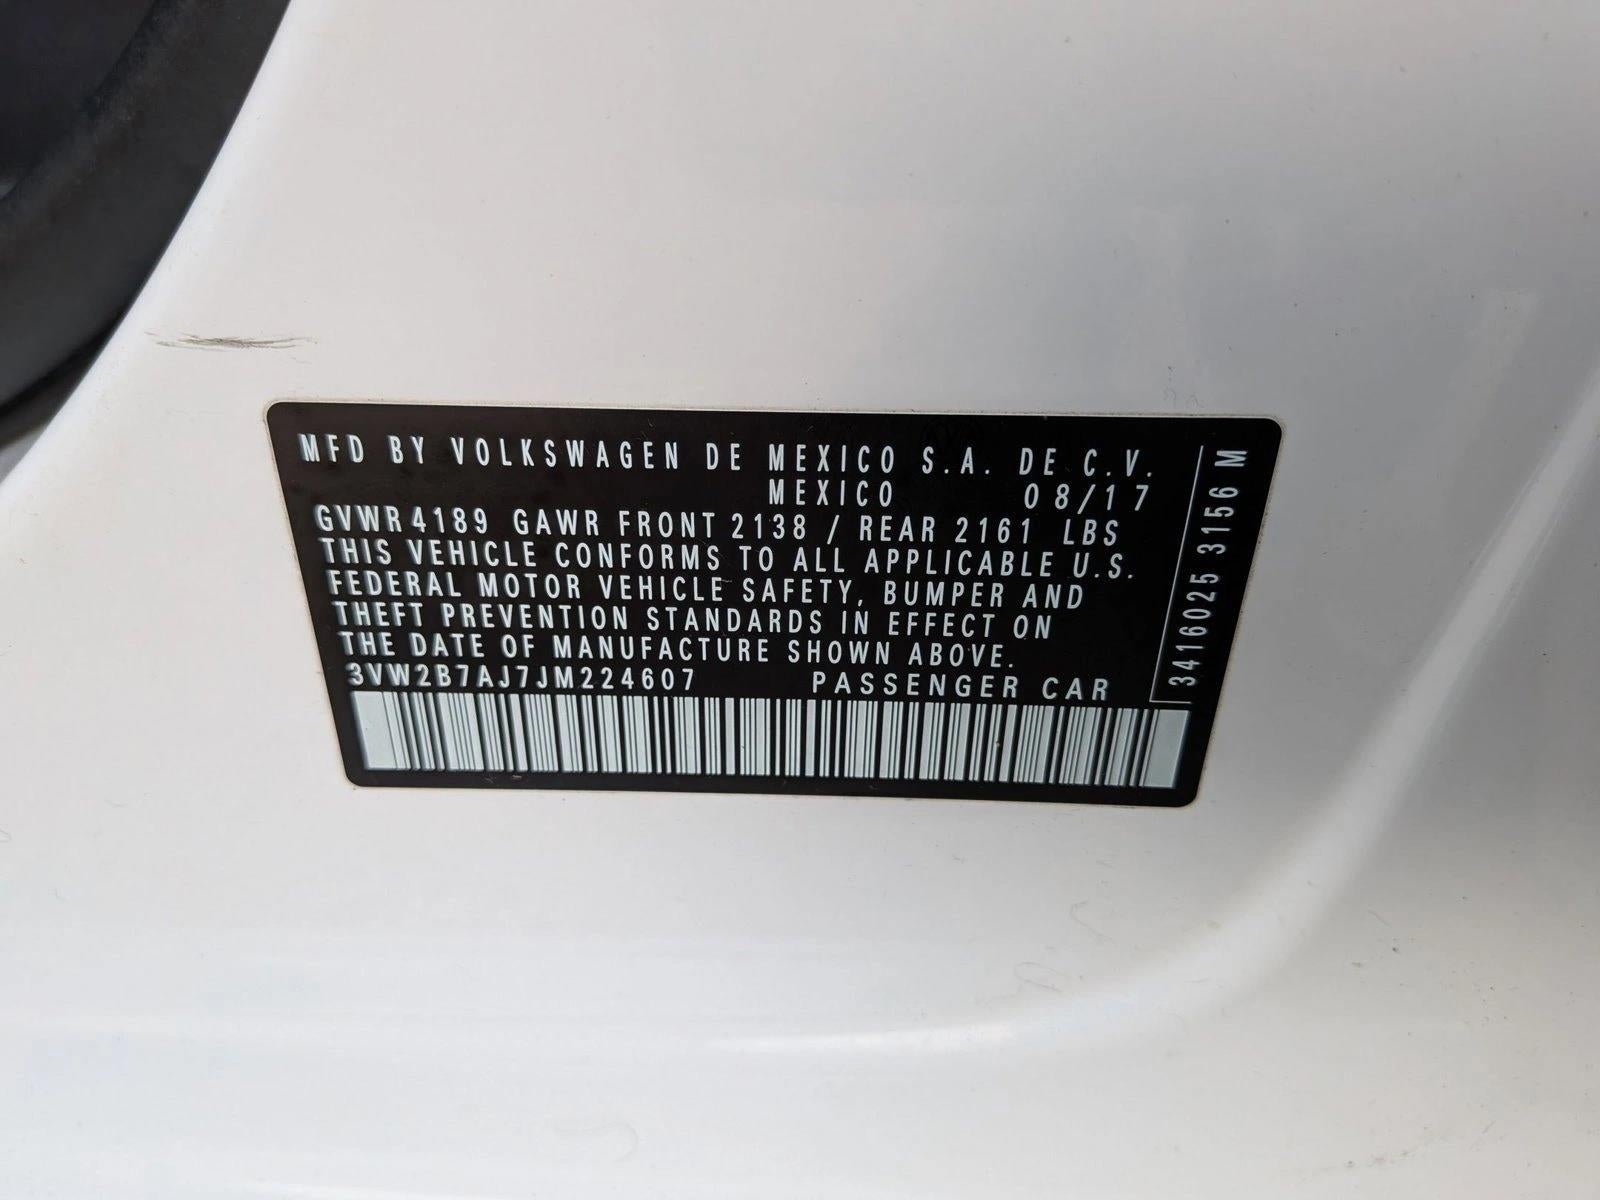 MFD BY VOLKSWAGEN DE MEXICO S.A. DE C.V.
MEXICO 08/17
GVWR 4189 GAWR FRONT 2138 / REAR 2161 LBS
THIS VEHICLE CONFORMS TO ALL APPLICABLE U.S.
FEDERAL MOTOR VEHICLE SAFETY, BUMPER AND
THEFT PREVENTION STANDARDS IN EFFECT ON
THE DATE OF MANUFACTURE SHOWN ABOVE.
3VW2B7AJ7JM224607 PASSENGER CAR
3416025 3156 M